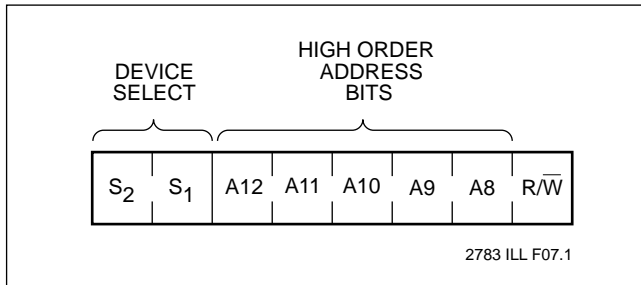 HIGH ORDER
ADDRESS
BITS
DEVICE
SELECT
S2 S1 A12 A11 A10 A9 A8 R/W̅
2783 ILL F07.1